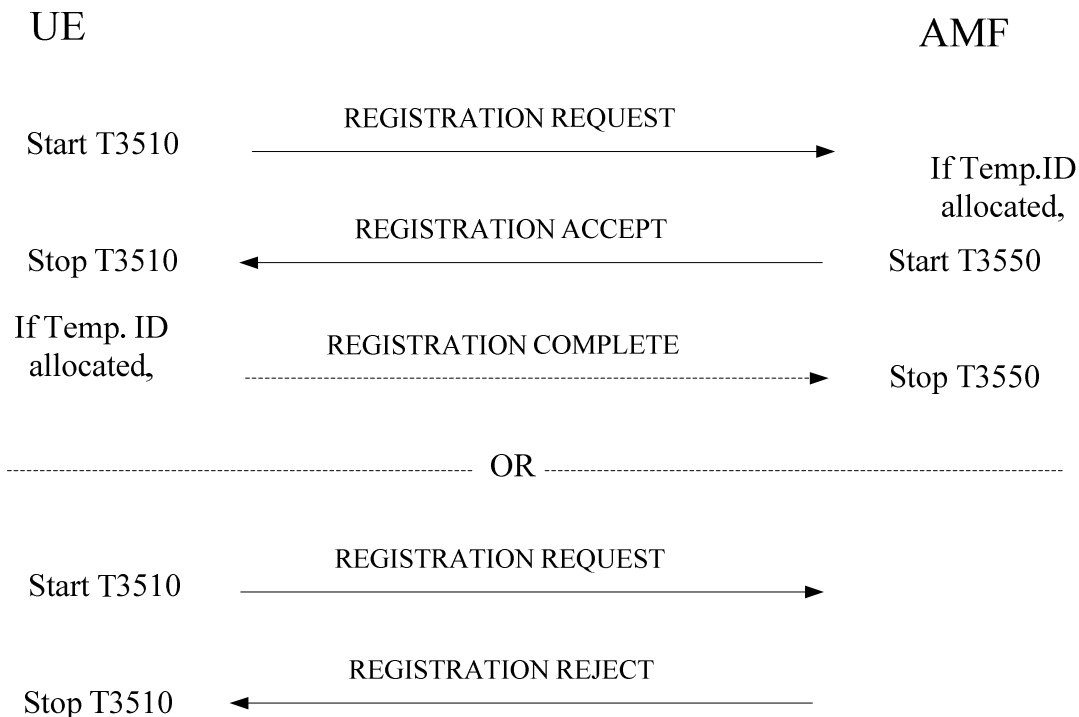 UE
AMF
REGISTRATION REQUEST
Start T3510
If Temp.ID
allocated,
REGISTRATION ACCEPT
Stop T3510
Start T3550
If Temp. ID
allocated,
REGISTRATION COMPLETE
Stop T3550
OR
REGISTRATION REQUEST
Start T3510
REGISTRATION REJECT
Stop T3510